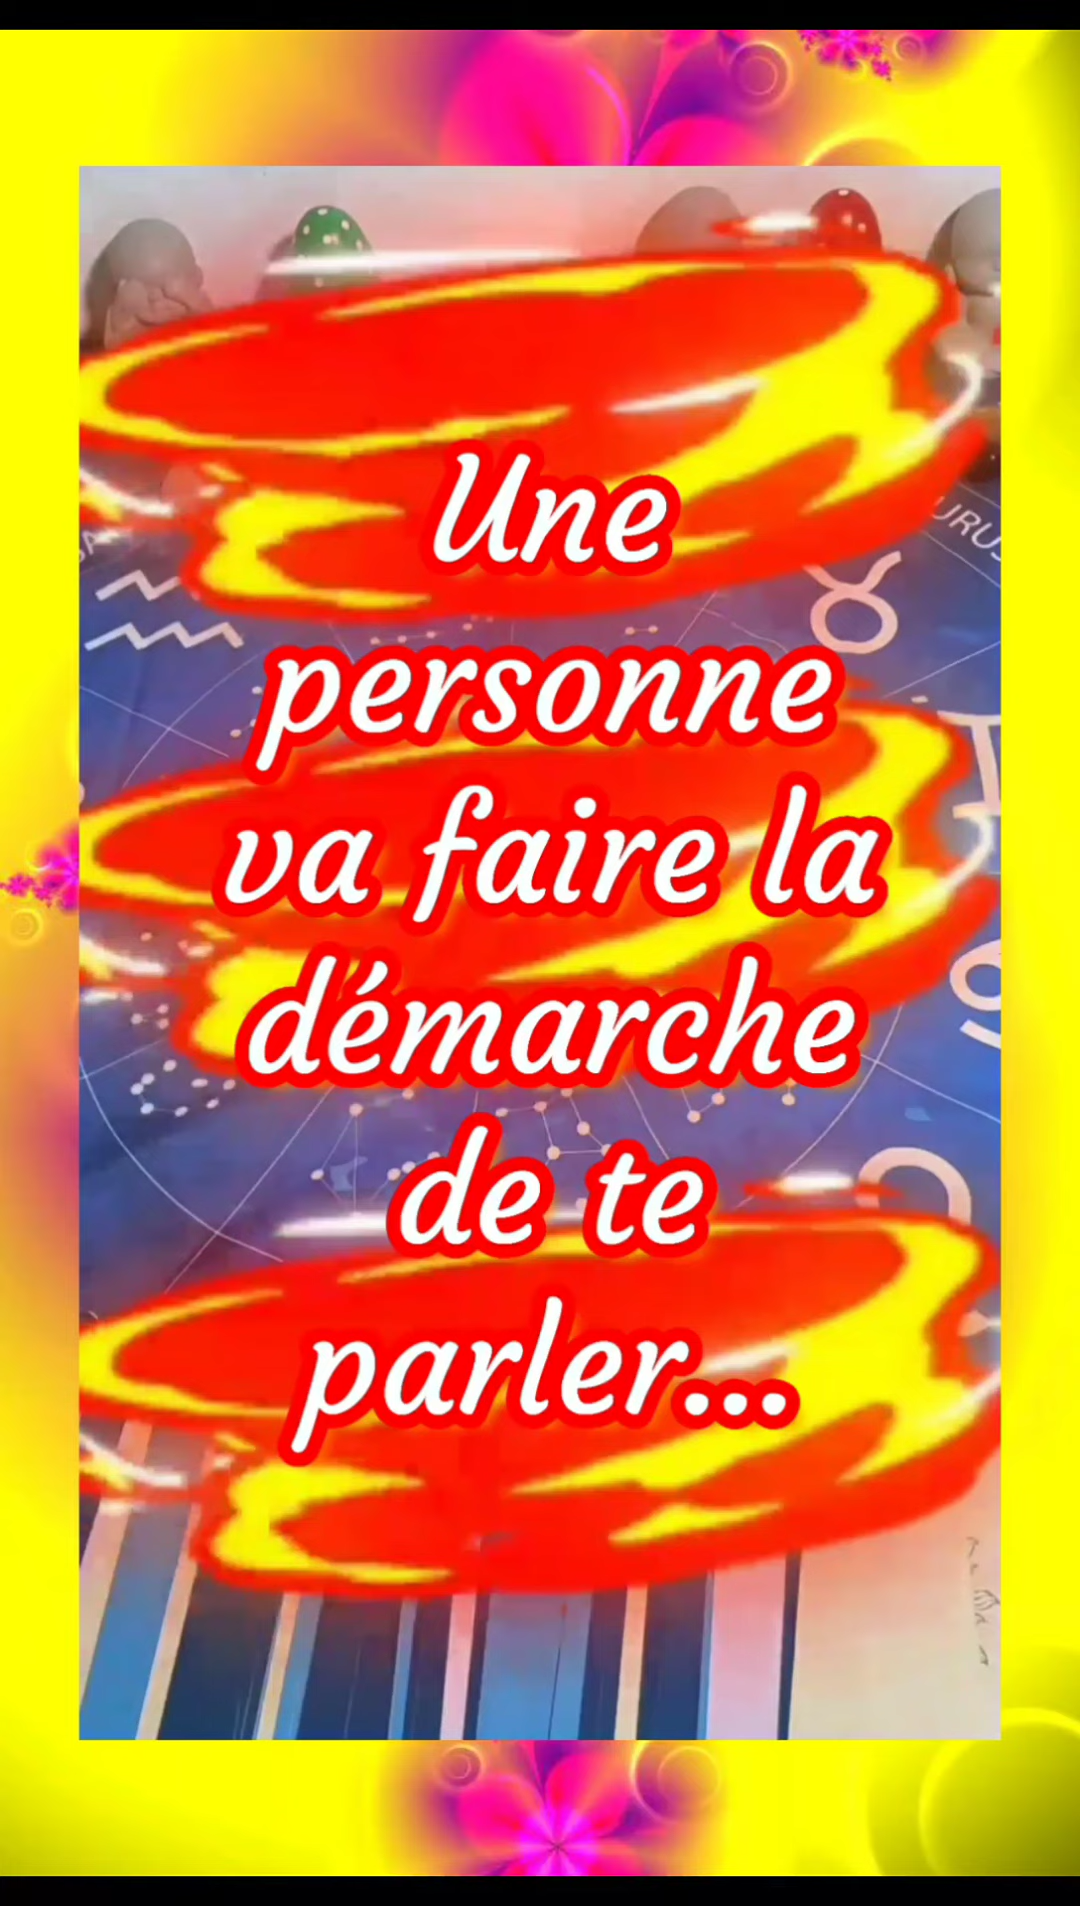 Une
personne
va faire la
démarche
de te
parler...